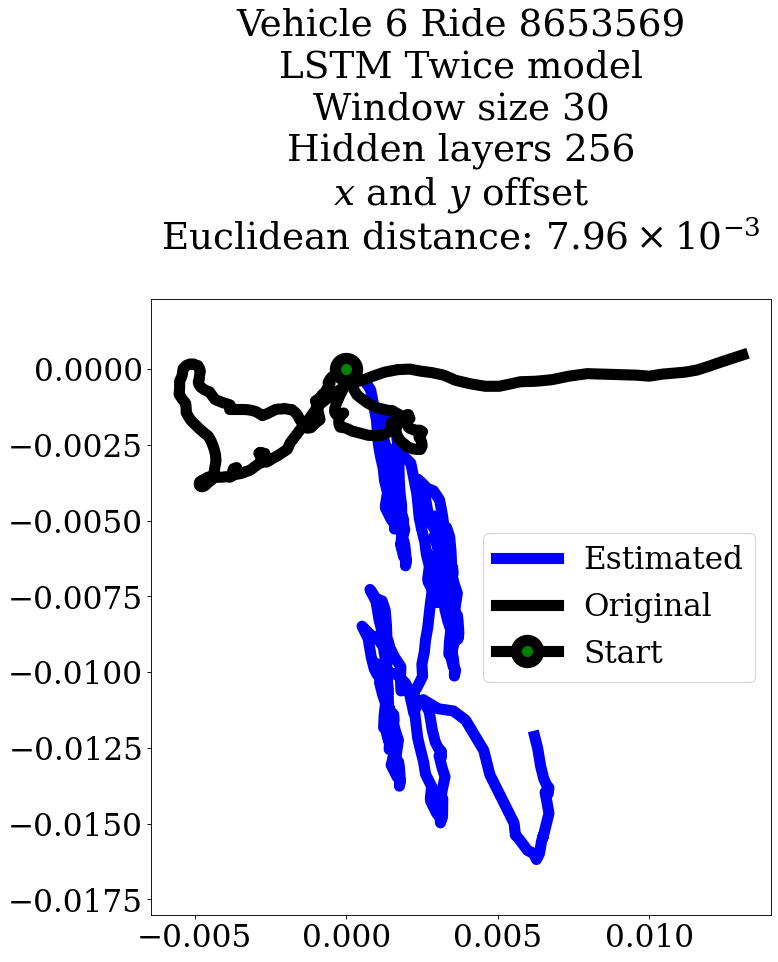 Vehicle 6 Ride 8653569
LSTM Twice model
Window size 30
Hidden layers 256
x and y offset
Euclidean distance: 7.96 × 10⁻³
0.0000
−0.0025
−0.0050
−0.0075
−0.0100
−0.0125
−0.0150
−0.0175
Estimated
Original
Start
−0.005 0.000 0.005 0.010